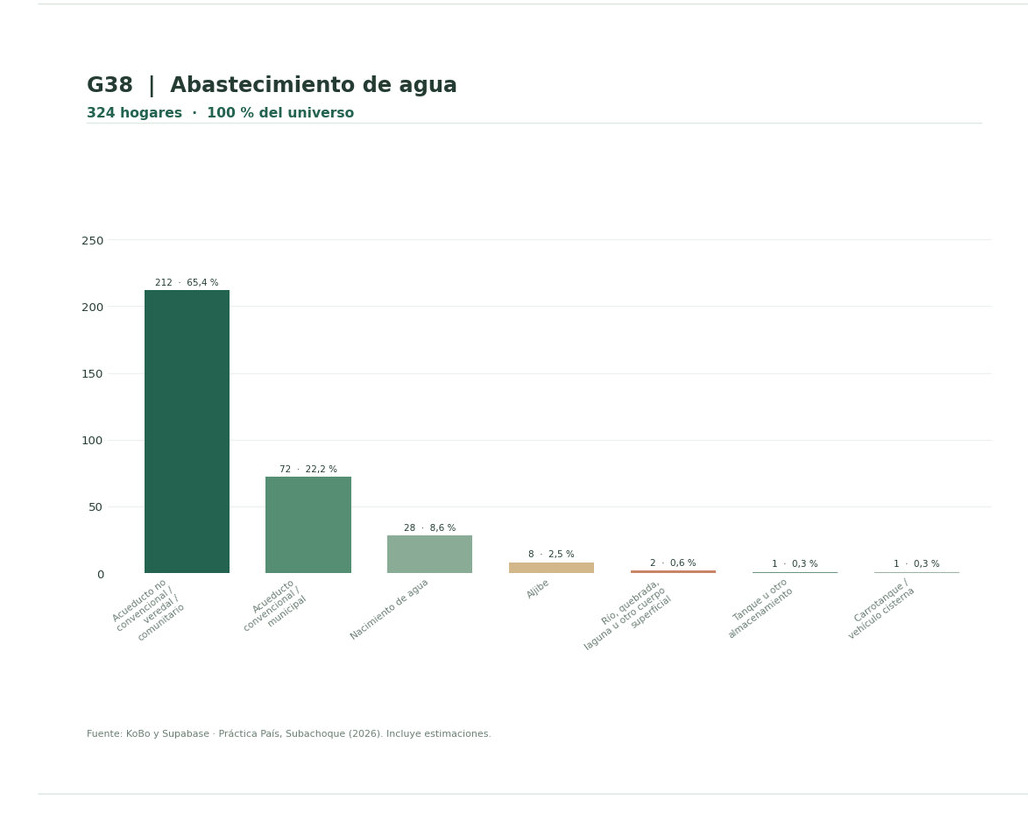 G38 | Abastecimiento de agua
324 hogares · 100 % del universo
250
200
150
100
50
0
212 · 65,4 %
72 · 22,2 %
28 · 8,6 %
8 · 2,5 %
2 · 0,6 %
1 · 0,3 %
1 · 0,3 %
Acueducto no
convencional /
veredal /
comunitario
Acueducto
convencional /
municipal
Nacimiento de agua
Aljibe
Río, quebrada,
laguna u otro cuerpo
superficial
Tanque u otro
almacenamiento
Carrotanque /
vehículo cisterna
Fuente: KoBo y Supabase · Práctica País, Subachoque (2026). Incluye estimaciones.